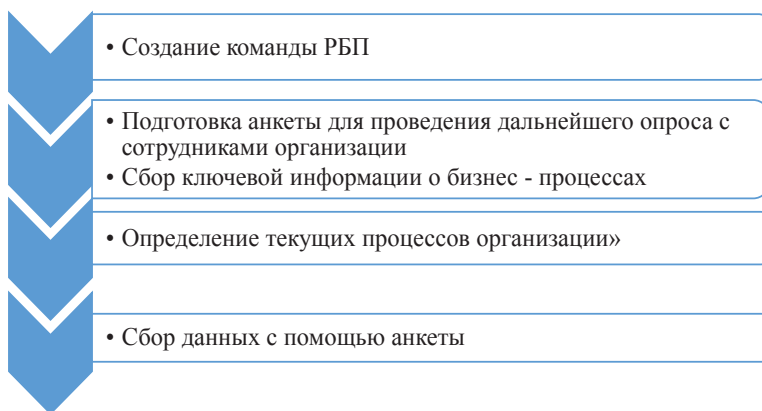 • Создание команды РБП
• Подготовка анкеты для проведения дальнейшего опроса с
сотрудниками организации
• Сбор ключевой информации о бизнес - процессах
• Определение текущих процессов организации»
• Сбор данных с помощью анкеты